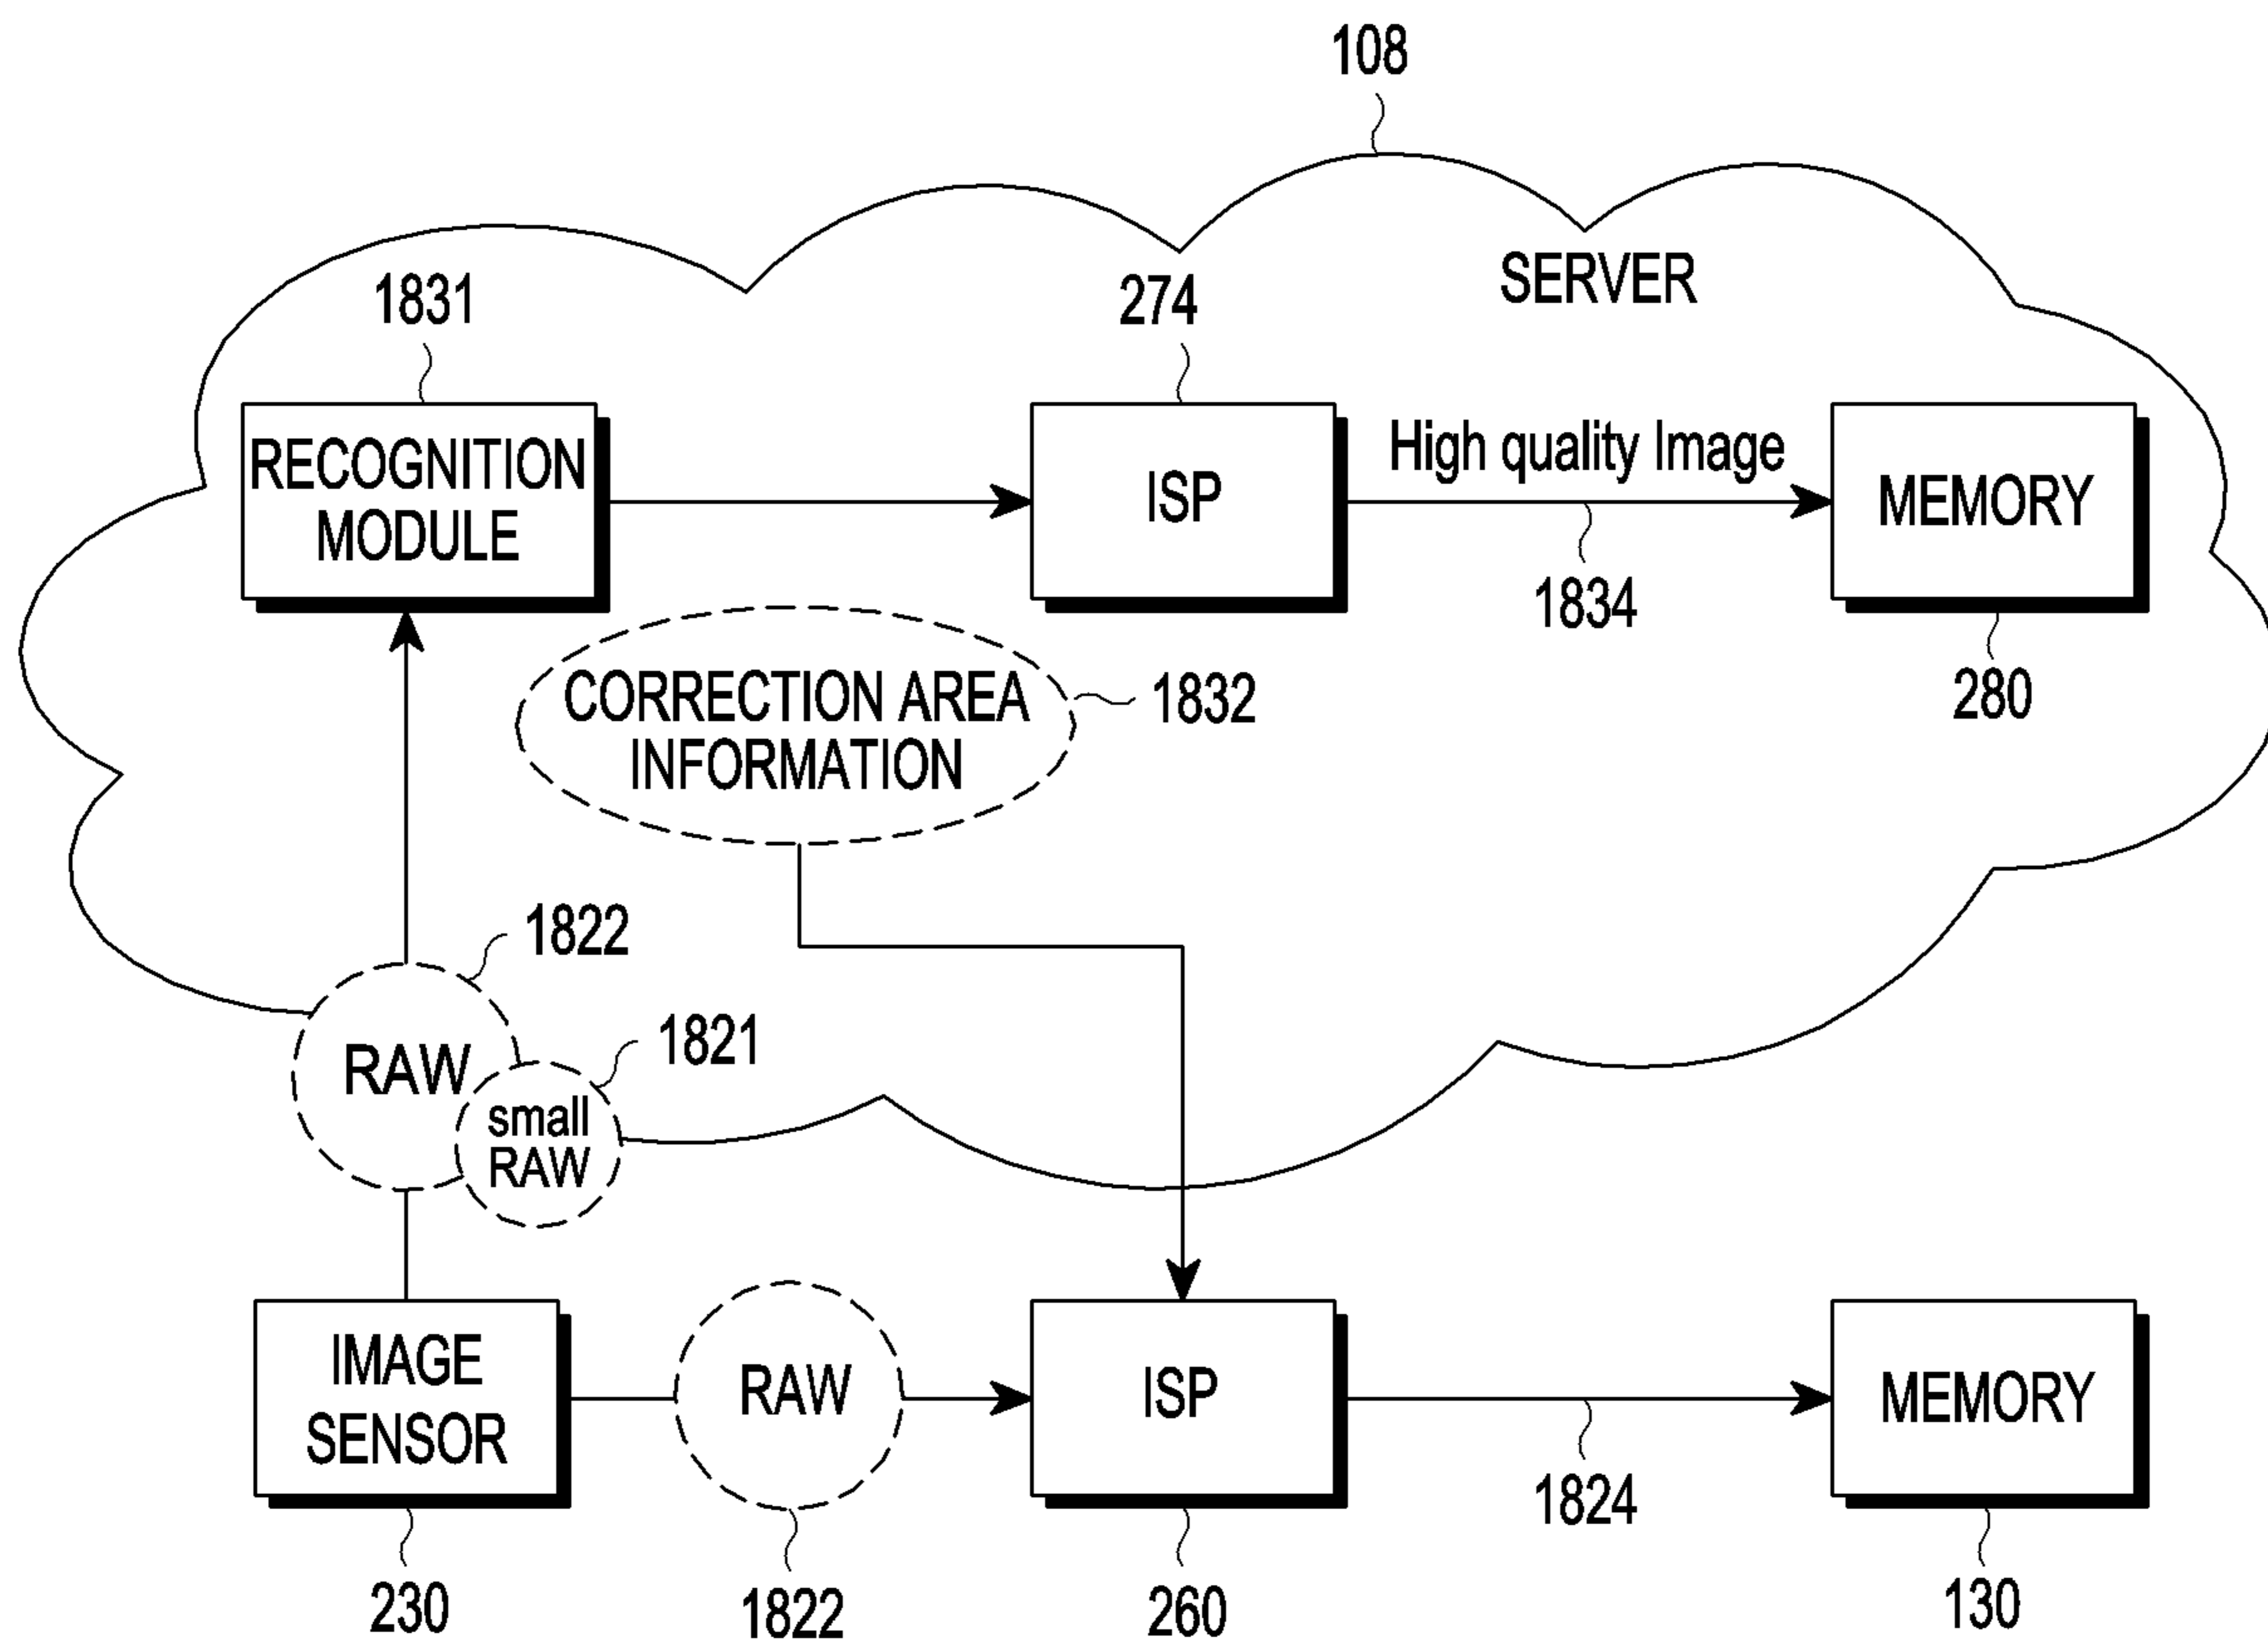 108
SERVER
1831
274
RECOGNITION
MODULE
ISP
High quality Image
MEMORY
1834
280
CORRECTION AREA
INFORMATION
1832
1822
RAW
1821
small
RAW
IMAGE
SENSOR
RAW
ISP
MEMORY
1824
230
1822
260
130